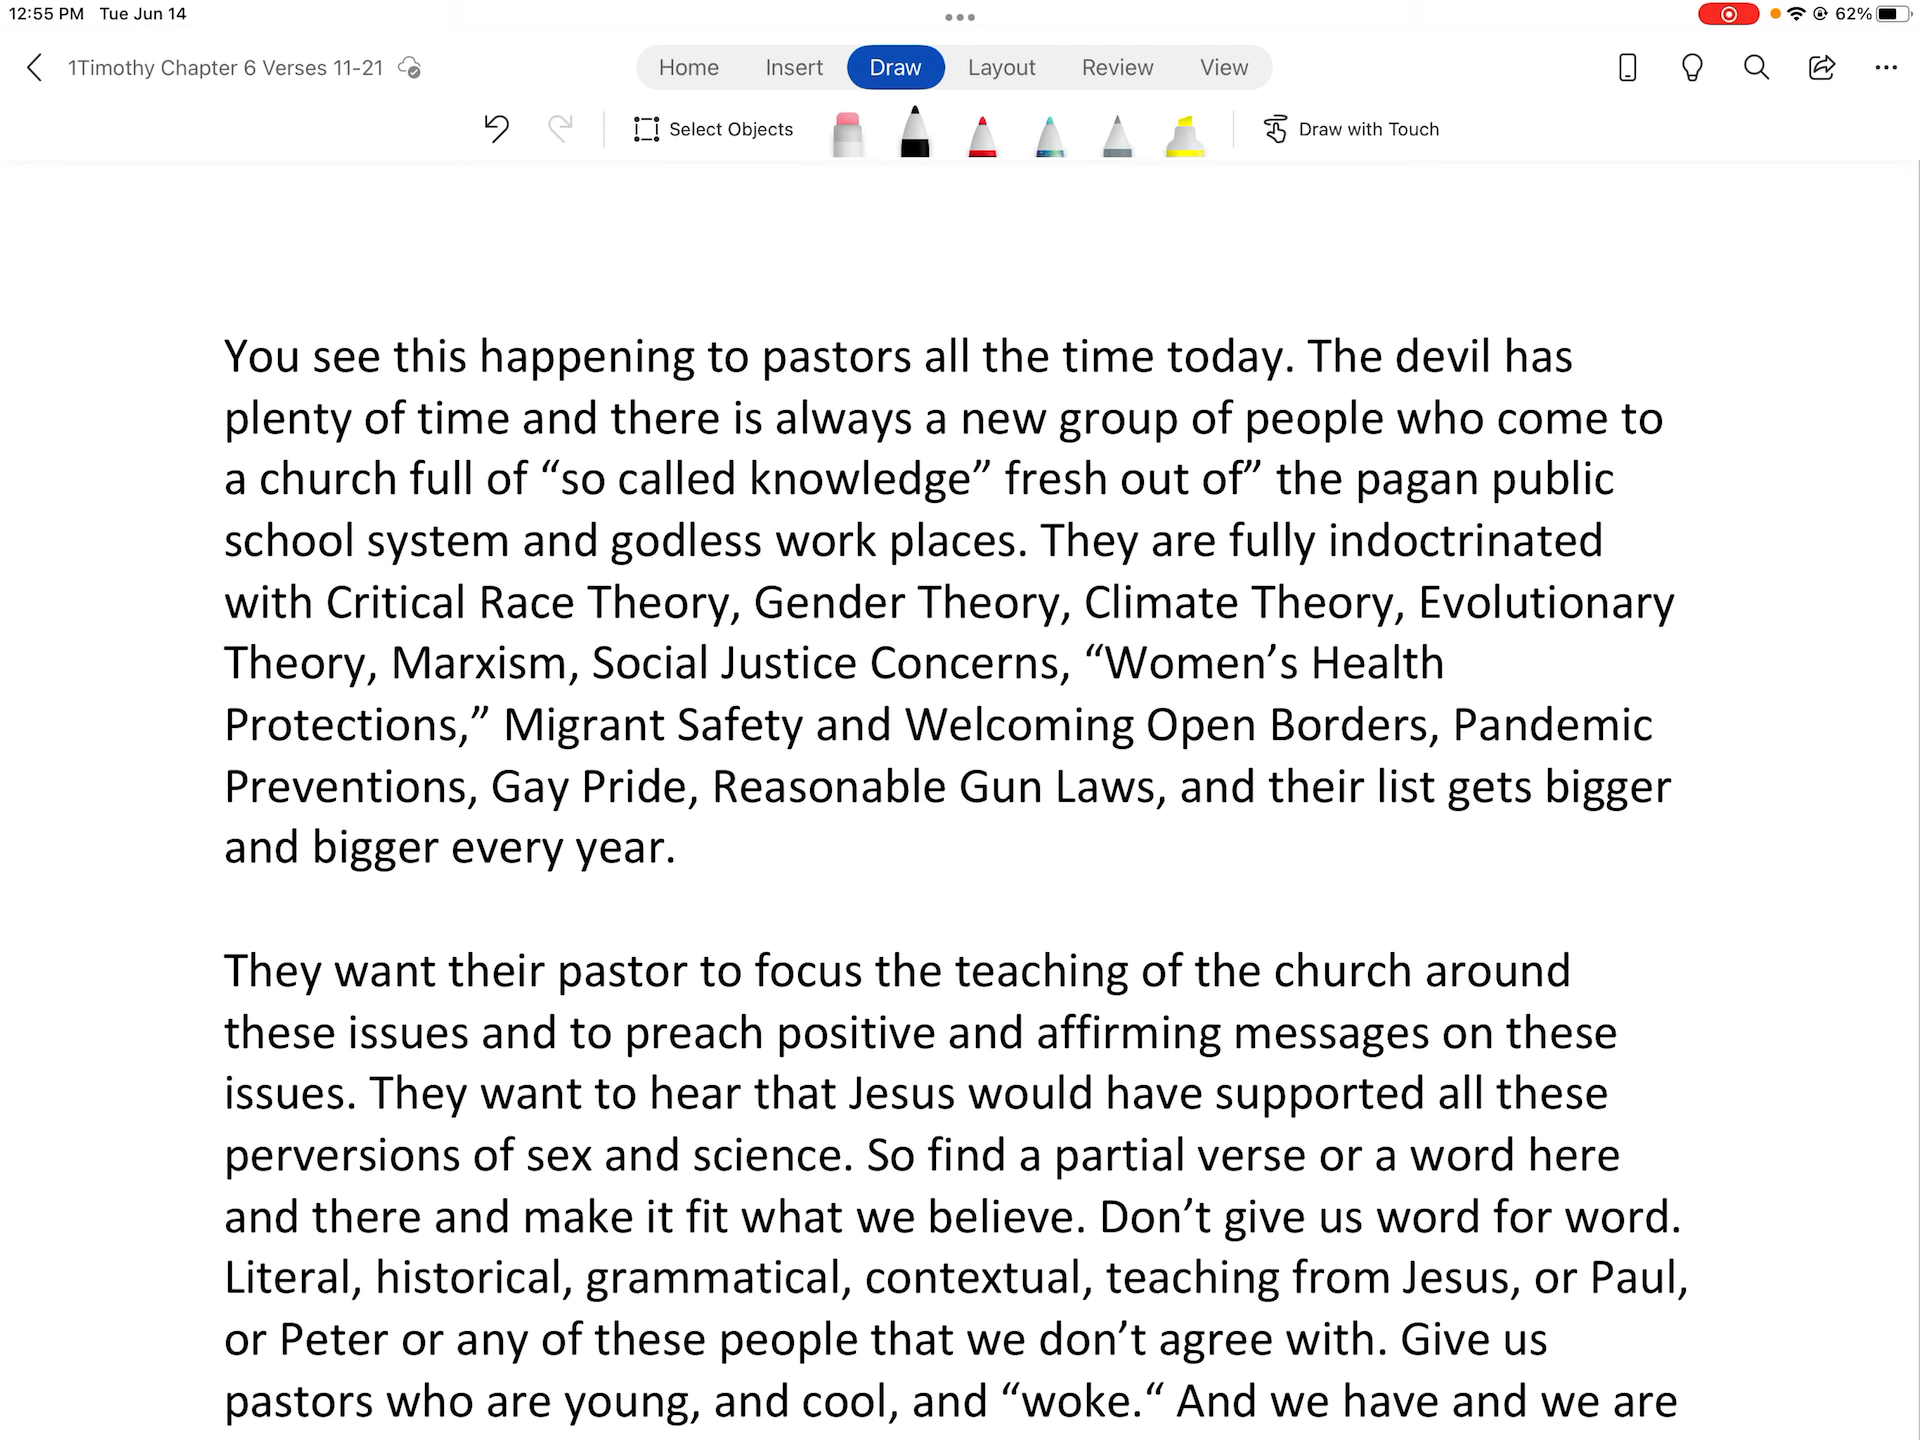 12:55 PM Tue Jun 14
62%
1Timothy Chapter 6 Verses 11-21
Home Insert Draw Layout Review View
Select Objects
Draw with Touch
You see this happening to pastors all the time today. The devil has
plenty of time and there is always a new group of people who come to
a church full of “so called knowledge” fresh out of” the pagan public
school system and godless work places. They are fully indoctrinated
with Critical Race Theory, Gender Theory, Climate Theory, Evolutionary
Theory, Marxism, Social Justice Concerns, “Women’s Health
Protections,” Migrant Safety and Welcoming Open Borders, Pandemic
Preventions, Gay Pride, Reasonable Gun Laws, and their list gets bigger
and bigger every year.
They want their pastor to focus the teaching of the church around
these issues and to preach positive and affirming messages on these
issues. They want to hear that Jesus would have supported all these
perversions of sex and science. So find a partial verse or a word here
and there and make it fit what we believe. Don’t give us word for word.
Literal, historical, grammatical, contextual, teaching from Jesus, or Paul,
or Peter or any of these people that we don’t agree with. Give us
pastors who are young, and cool, and “woke.“ And we have and we are